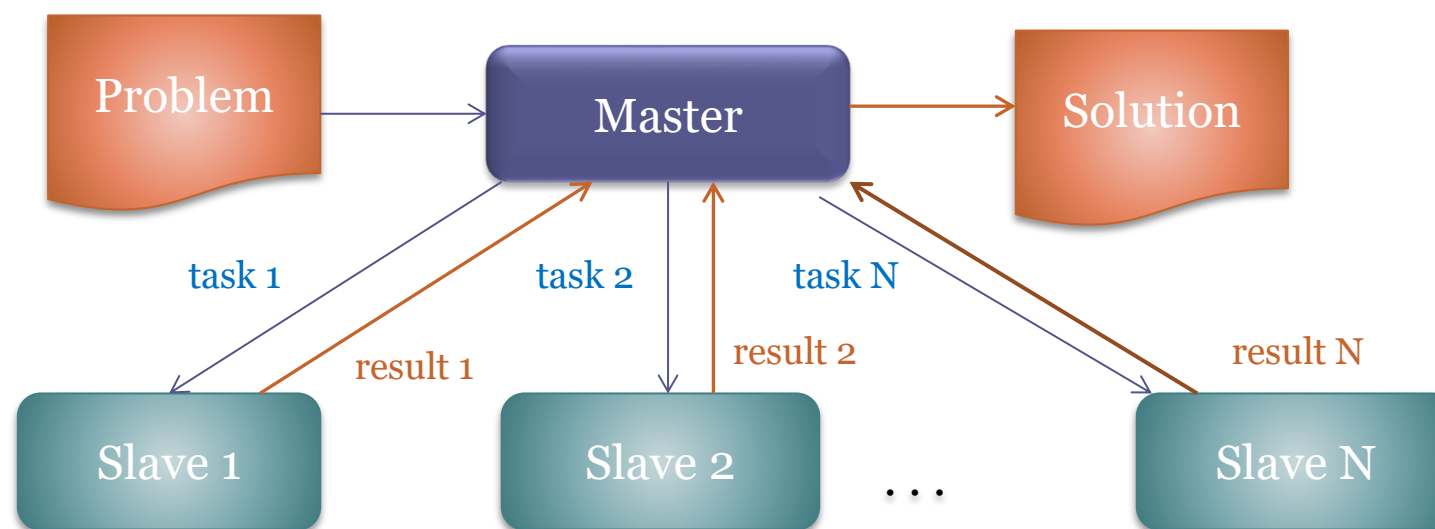 Problem
Master
Solution
task 1
task 2
task N
result 1
result 2
result N
Slave 1
Slave 2
. . .
Slave N